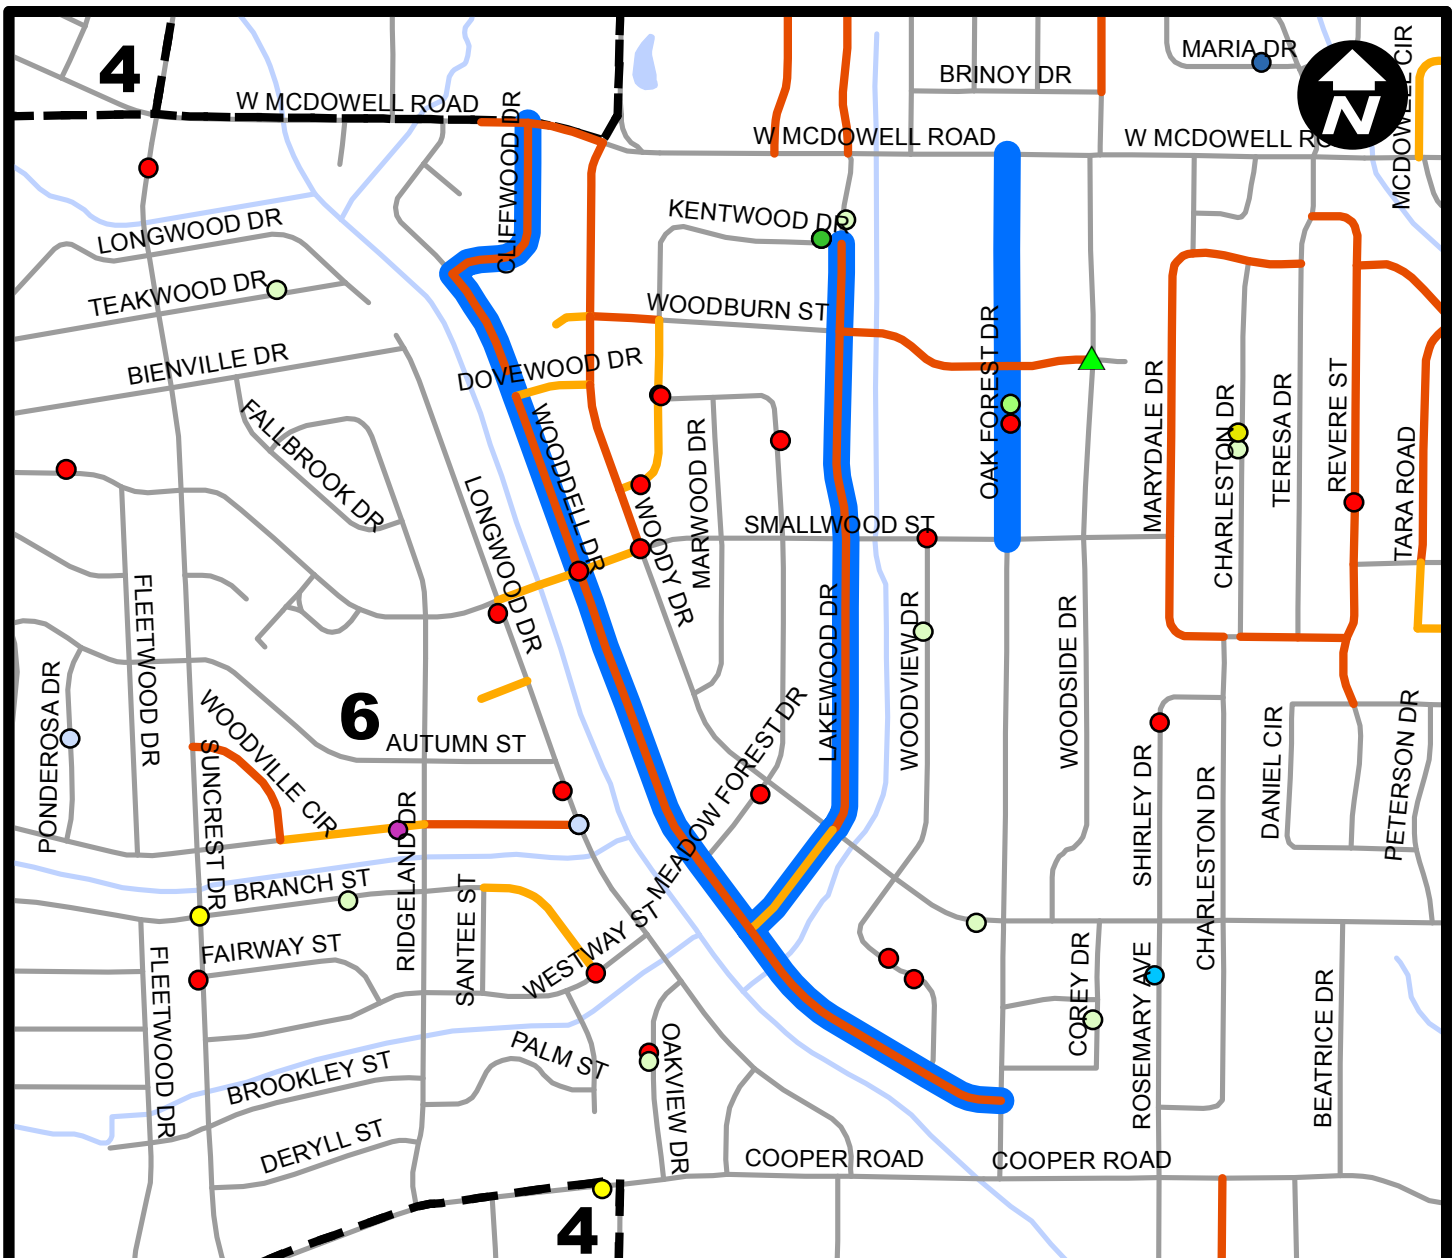 4
MARIA DR
MCDOWELL CIR
BRINOY DR
N
W MCDOWELL ROAD
CLIFFWOOD DR
W MCDOWELL ROAD
W MCDOWELL RO
KENTWOOD DR
LONGWOOD DR
TEAKWOOD DR
WOODBURN ST
OAK FOREST DR
BIENVILLE DR
DOVEWOOD DR
MARYDALE DR
CHARLESTON DR
TERESA DR
REVERE ST
TARA ROAD
FALLBROOK DR
WOODDELL DR
MARWOOD DR
LONGWOOD DR
WOODY DR
SMALLWOOD ST
FLEETWOOD DR
LAKEWOOD DR
WOODVIEW DR
WOODSIDE DR
PONDEROSA DR
WOODVILLE CIR
6
AUTUMN ST
SUNCREST DR
MEADOW FOREST DR
SHIRLEY DR
CHARLESTON DR
DANIEL CIR
PETERSON DR
RIDGELAND DR
BRANCH ST
SANTEE ST
WESTWAY ST
FAIRWAY ST
FLEETWOOD DR
COREY DR
ROSEMARY AVE
BEATRICE DR
PALM ST
OAKVIEW DR
BROOKLEY ST
DERYLL ST
COOPER ROAD
COOPER ROAD
4